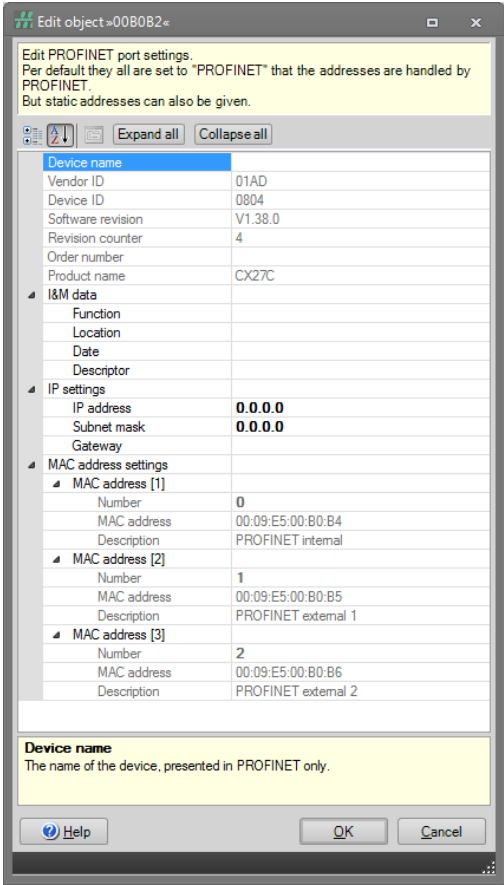 Edit object »00B0B2«
Edit PROFINET port settings.
Per default they all are set to "PROFINET" that the addresses are handled by
PROFINET.
But static addresses can also be given.
Expand all Collapse all
Device name
Vendor ID 01AD
Device ID 0804
Software revision V1.38.0
Revision counter 4
Order number
Product name CX27C
I&M data
Function
Location
Date
Descriptor
IP settings
IP address 0.0.0.0
Subnet mask 0.0.0.0
Gateway
MAC address settings
MAC address [1]
Number 0
MAC address 00:09:E5:00:B0:B4
Description PROFINET internal
MAC address [2]
Number 1
MAC address 00:09:E5:00:B0:B5
Description PROFINET external 1
MAC address [3]
Number 2
MAC address 00:09:E5:00:B0:B6
Description PROFINET external 2
Device name
The name of the device, presented in PROFINET only.
Help OK Cancel